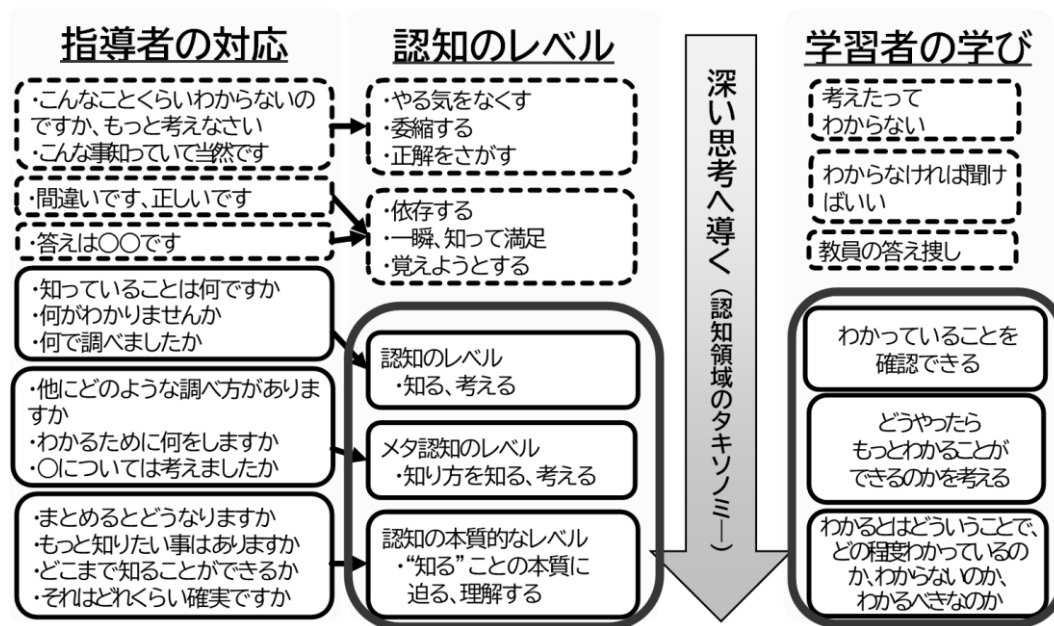 指導者の対応
・こんなことくらいわからないの
ですか、もっと考えなさい
・こんな事知っていて当然です
・間違いです、正しいです
・答えは〇〇です
・知っていることは何ですか
・何がわかりませんか
・何で調べましたか
・他にどのような調べ方がありま
すか
・わかるために何をしますか
・〇については考えましたか
・まとめるとどうなりますか
・もっと知りたい事はありますか
・どこまで知ることができるか
・それはどれくらい確実ですか
認知のレベル
・やる気をなくす
・委縮する
・正解をさがす
・依存する
・一瞬、知って満足
・覚えようとする
認知のレベル
・知る、考える
メタ認知のレベル
・知り方を知る、考える
認知の本質的なレベル
・“知る”ことの本質に
迫る、理解する
深い思考へ導く（認知領域のタキソノミー）
学習者の学び
考えたって
わからない
わからなければ聞け
ばいい
教員の答え捜し
わかっていることを
確認できる
どうやったら
もっとわかることが
できるのかを考える
わかるとはどういうことで、
どの程度わかっているの
か、わからないのか、
わかるべきなのか